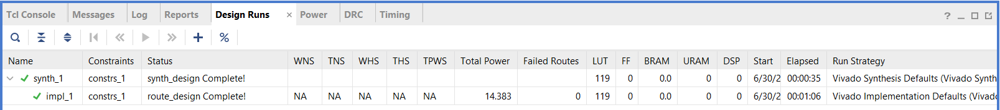 Tcl Console Messages Log Reports Design Runs × Power DRC Timing ?
%
Name Constraints Status WNS TNS WHS THS TPWS Total Power Failed Routes LUT FF BRAM URAM DSP Start Elapsed Run Strategy
synth_1 constrs_1 synth_design Complete! 119 0 0.0 0 0 6/30/2 00:00:35 Vivado Synthesis Defaults (Vivado Synth
impl_1 constrs_1 route_design Complete! NA NA NA NA NA 14.383 0 119 0 0.0 0 0 6/30/2 00:01:06 Vivado Implementation Defaults (Vivado